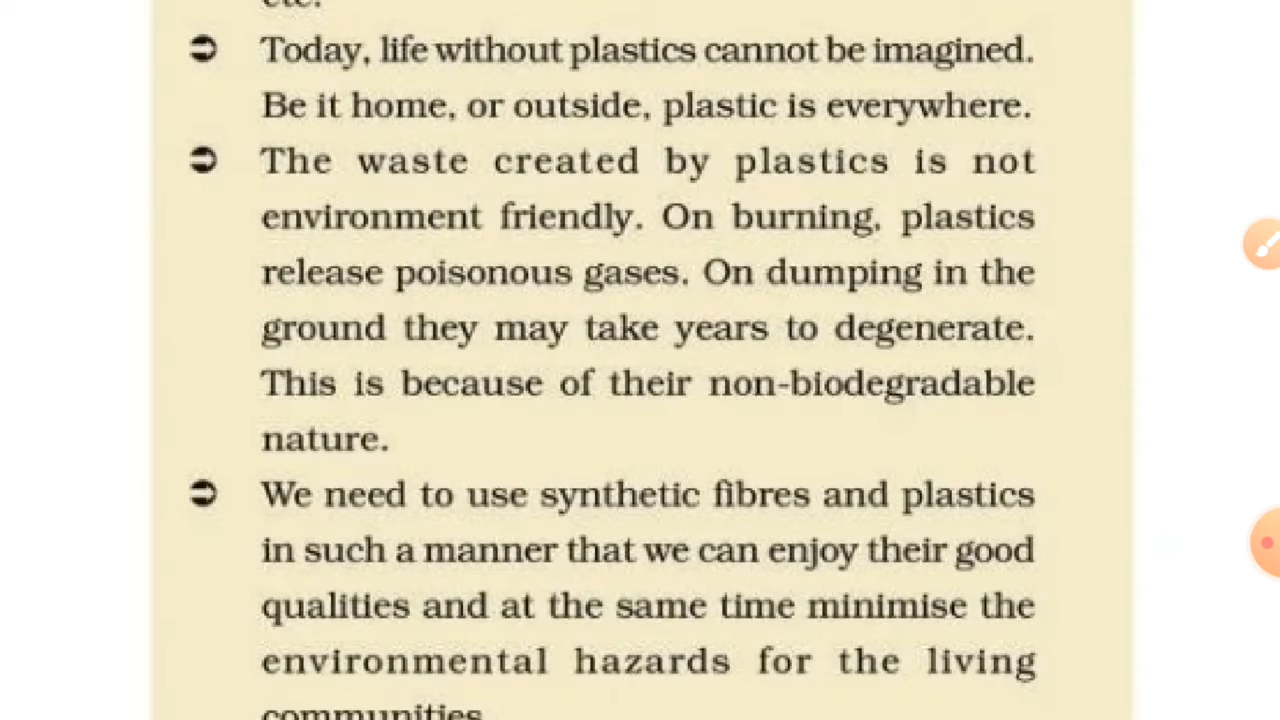 etc.
Today, life without plastics cannot be imagined.
Be it home, or outside, plastic is everywhere.
The waste created by plastics is not
environment friendly. On burning, plastics
release poisonous gases. On dumping in the
ground they may take years to degenerate.
This is because of their non-biodegradable
nature.
We need to use synthetic fibres and plastics
in such a manner that we can enjoy their good
qualities and at the same time minimise the
environmental hazards for the living
communities.